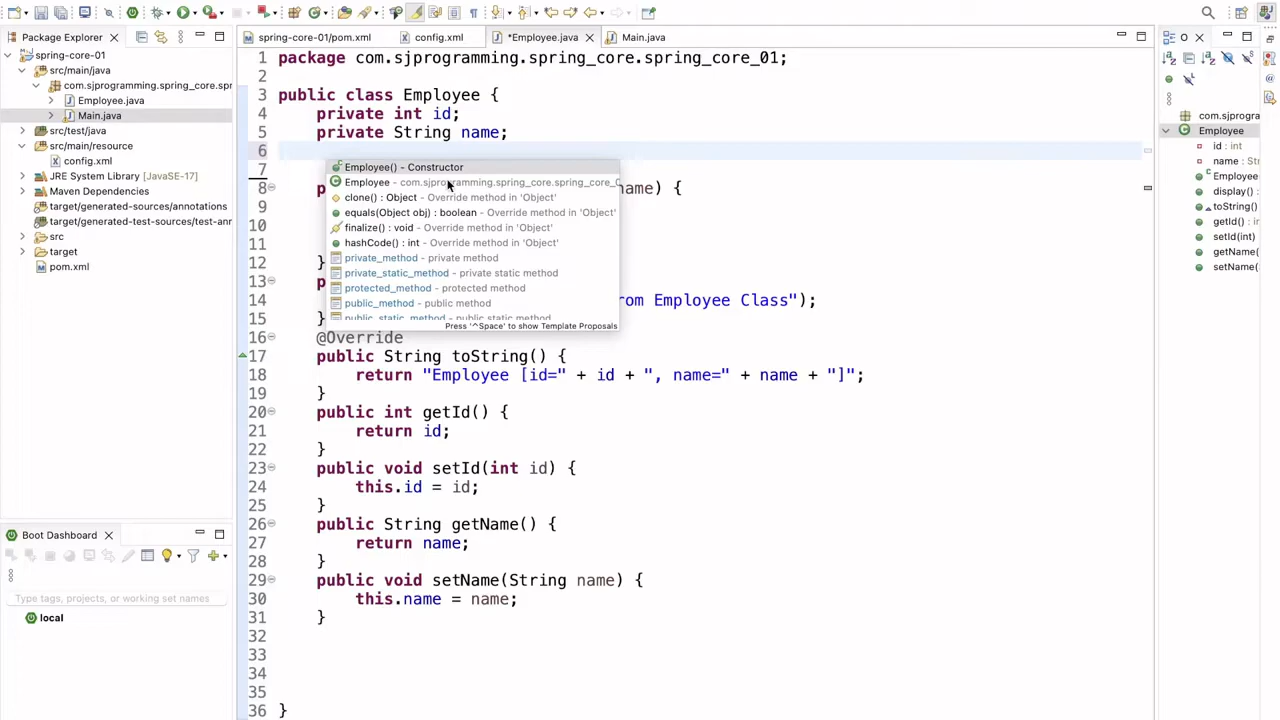 Package Explorer
spring-core-01/pom.xml
config.xml
*Employee.java
Main.java
O
spring-core-01
src/main/java
com.sjprogramming.spring_core.spr
Employee.java
Main.java
src/test/java
src/main/resource
config.xml
JRE System Library [JavaSE-17]
Maven Dependencies
target/generated-sources/annotations
target/generated-test-sources/test-ann
src
target
pom.xml
Boot Dashboard
Type tags, projects, or working set names
local
1 package com.sjprogramming.spring_core.spring_core_01;
2
3 public class Employee {
4 private int id;
5 private String name;
6
7
8 p name) {
9
10
11
12 }
13 p
14 rom Employee Class");
15 }
16 @Override
17 public String toString() {
18 return "Employee [id=" + id + ", name=" + name + "]";
19 }
20 public int getId() {
21 return id;
22 }
23 public void setId(int id) {
24 this.id = id;
25 }
26 public String getName() {
27 return name;
28 }
29 public void setName(String name) {
30 this.name = name;
31 }
32
33
34
35
36 }
Employee() - Constructor
Employee - com.sjprogramming.spring_core.spring_core_0
clone() : Object - Override method in 'Object'
equals(Object obj) : boolean - Override method in 'Object'
finalize() : void - Override method in 'Object'
hashCode() : int - Override method in 'Object'
private_method - private method
private_static_method - private static method
protected_method - protected method
public_method - public method
public_static_method - public static method
Press '^Space' to show Template Proposals
com.sjprogra
Employee
id : int
name : Str
Employee
display()
toString()
getId() : in
setId(int)
getName()
setName(